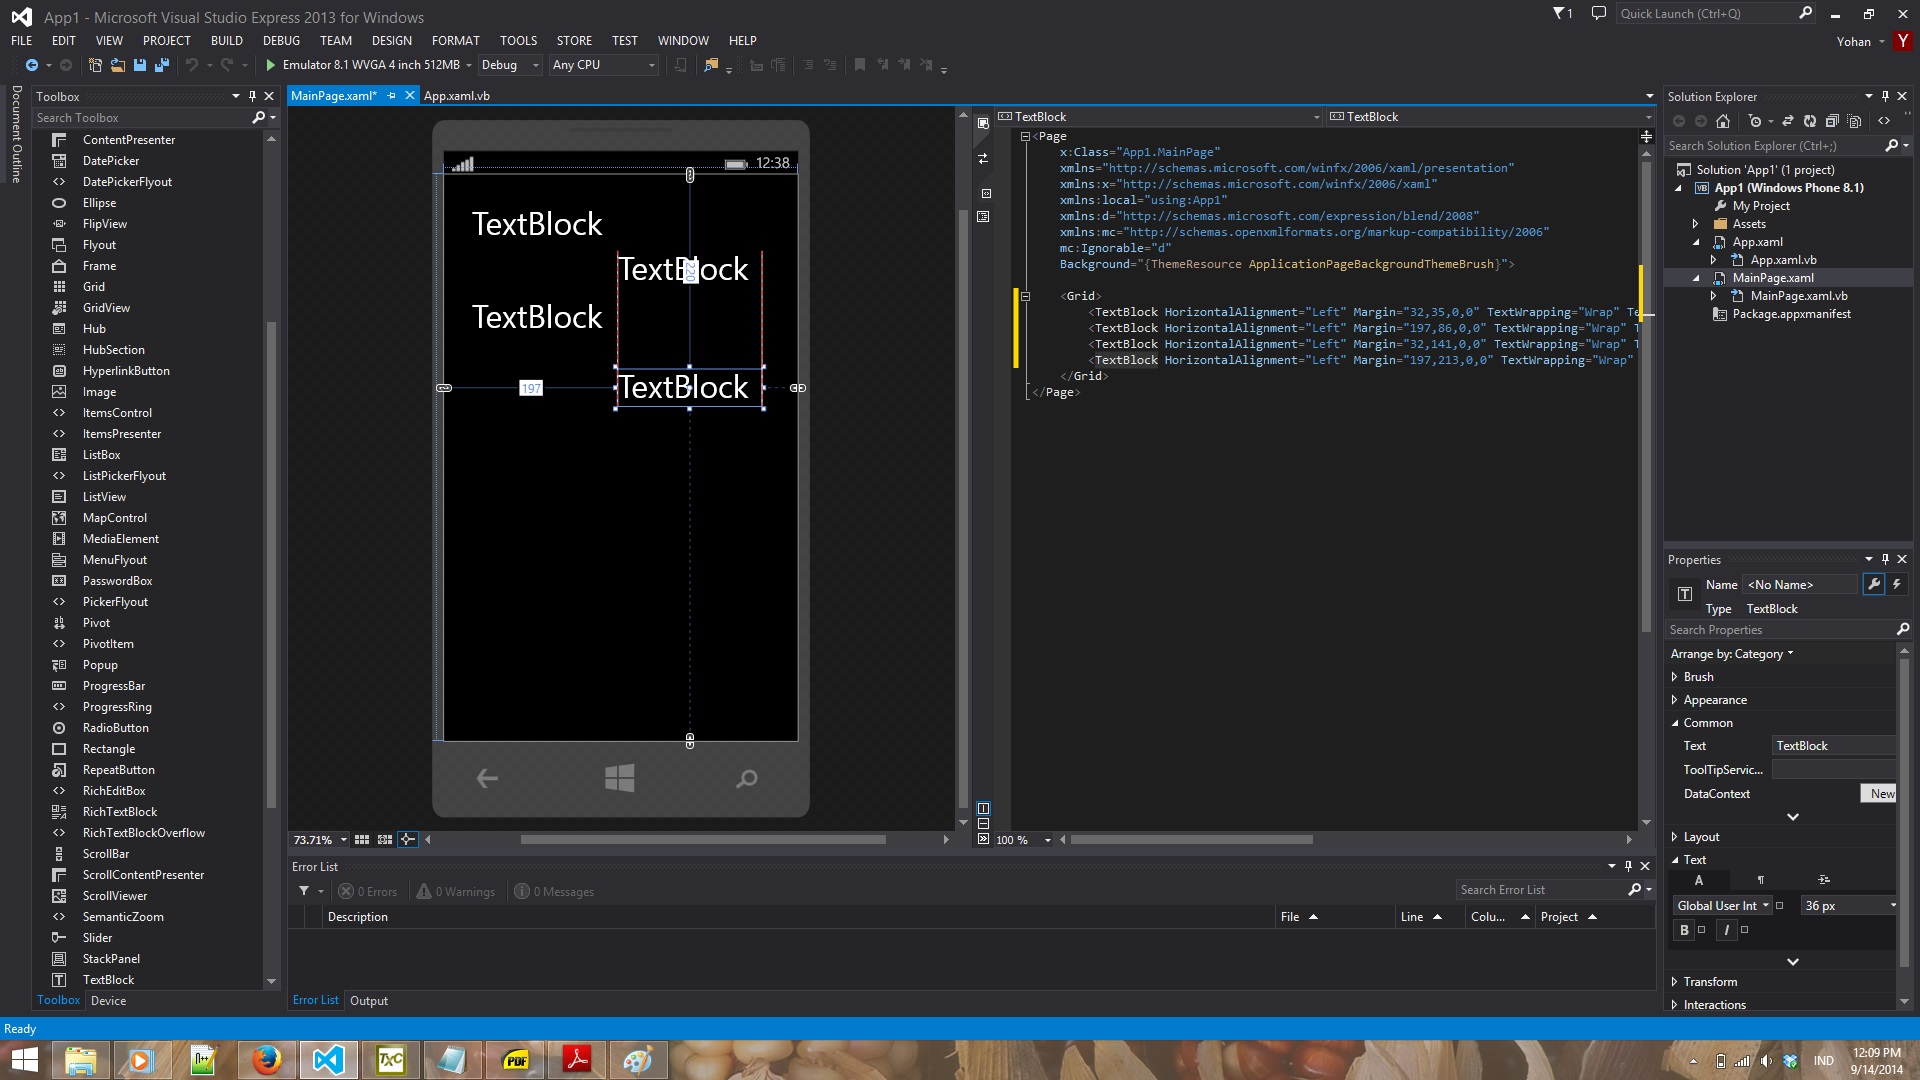 App1 - Microsoft Visual Studio Express 2013 for Windows
1
Quick Launch (Ctrl+Q)
FILE EDIT VIEW PROJECT BUILD DEBUG TEAM DESIGN FORMAT TOOLS STORE TEST WINDOW HELP
Yohan Y
Emulator 8.1 WVGA 4 inch 512MB Debug Any CPU
Document Outline
Toolbox
Search Toolbox
ContentPresenter
DatePicker
DatePickerFlyout
Ellipse
FlipView
Flyout
Frame
Grid
GridView
Hub
HubSection
HyperlinkButton
Image
ItemsControl
ItemsPresenter
ListBox
ListPickerFlyout
ListView
MapControl
MediaElement
MenuFlyout
PasswordBox
PickerFlyout
Pivot
PivotItem
Popup
ProgressBar
ProgressRing
RadioButton
Rectangle
RepeatButton
RichEditBox
RichTextBlock
RichTextBlockOverflow
ScrollBar
ScrollContentPresenter
ScrollViewer
SemanticZoom
Slider
StackPanel
TextBlock
Toolbox Device
MainPage.xaml* App.xaml.vb
12:38
TextBlock
TextBlock
220
TextBlock
197
TextBlock
73.71%
TextBlock TextBlock
<Page
x:Class="App1.MainPage"
xmlns="http://schemas.microsoft.com/winfx/2006/xaml/presentation"
xmlns:x="http://schemas.microsoft.com/winfx/2006/xaml"
xmlns:local="using:App1"
xmlns:d="http://schemas.microsoft.com/expression/blend/2008"
xmlns:mc="http://schemas.openxmlformats.org/markup-compatibility/2006"
mc:Ignorable="d"
Background="{ThemeResource ApplicationPageBackgroundThemeBrush}">
<Grid>
<TextBlock HorizontalAlignment="Left" Margin="32,35,0,0" TextWrapping="Wrap" Te
<TextBlock HorizontalAlignment="Left" Margin="197,86,0,0" TextWrapping="Wrap" T
<TextBlock HorizontalAlignment="Left" Margin="32,141,0,0" TextWrapping="Wrap" T
<TextBlock HorizontalAlignment="Left" Margin="197,213,0,0" TextWrapping="Wrap"
</Grid>
</Page>
100 %
Error List
0 Errors 0 Warnings 0 Messages
Search Error List
Description File Line Colu... Project
Error List Output
Solution Explorer
Search Solution Explorer (Ctrl+;)
Solution 'App1' (1 project)
VB App1 (Windows Phone 8.1)
My Project
Assets
App.xaml
App.xaml.vb
MainPage.xaml
MainPage.xaml.vb
Package.appxmanifest
Properties
Name <No Name>
Type TextBlock
Search Properties
Arrange by: Category
Brush
Appearance
Common
Text TextBlock
ToolTipServic...
DataContext New
Layout
Text
A ¶
Global User Int 36 px
B I
Transform
Interactions
Ready
n++
TXC
PDF
IND
12:09 PM
9/14/2014